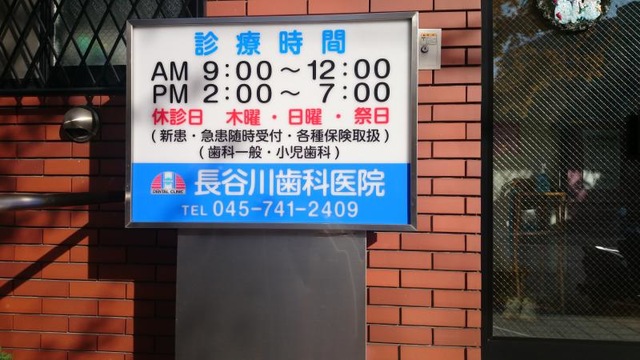 診療時間
AM 9:00～12:00
PM 2:00～ 7:00
休診日 木曜・日曜・祭日
(新患・急患随時受付・各種保険取扱)
(歯科一般・小児歯科)
DENTAL CLINIC
長谷川歯科医院
TEL 045-741-2409